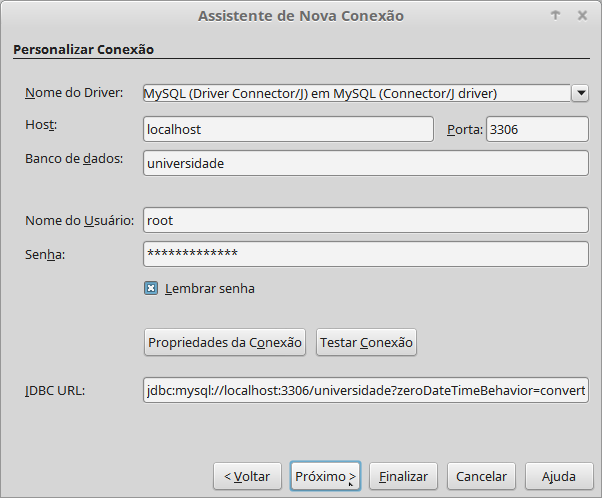 Assistente de Nova Conexão
Personalizar Conexão
Nome do Driver: MySQL (Driver Connector/J) em MySQL (Connector/J driver)
Host: localhost Porta: 3306
Banco de dados: universidade
Nome do Usuário: root
Senha: *************
Lembrar senha
Propriedades da Conexão Testar Conexão
JDBC URL: jdbc:mysql://localhost:3306/universidade?zeroDateTimeBehavior=convert
< Voltar Próximo > Finalizar Cancelar Ajuda